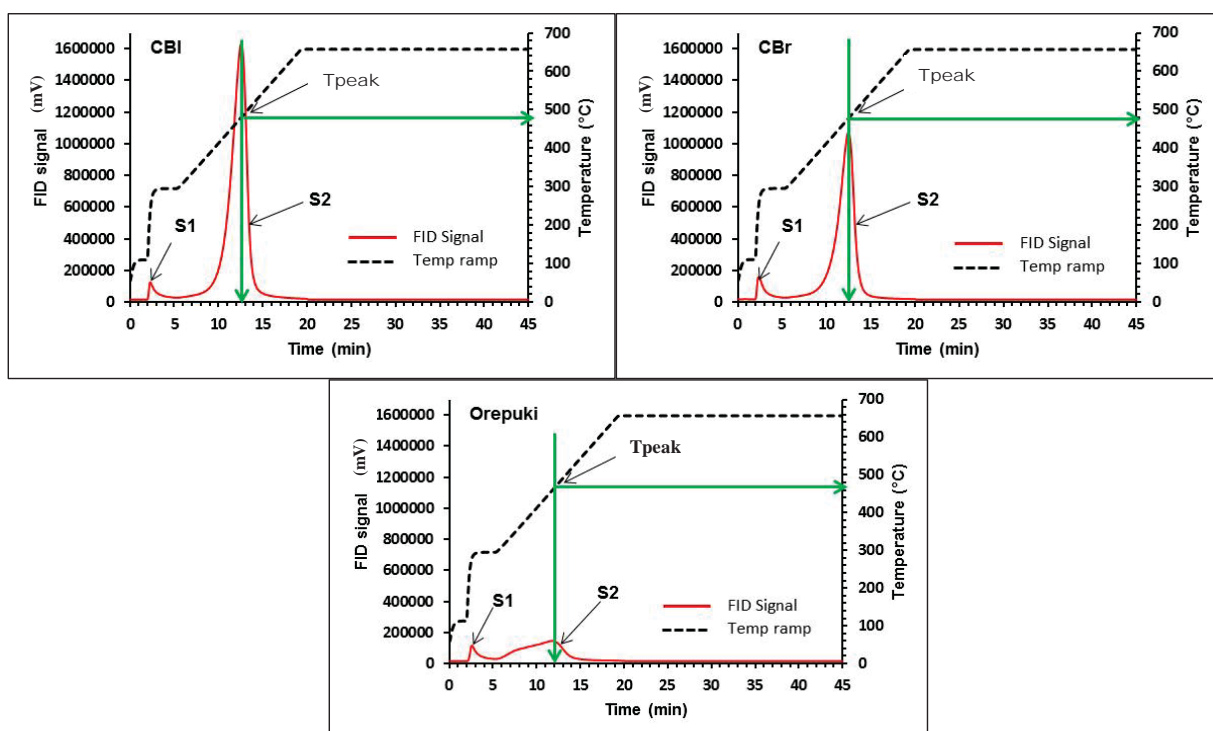 CBl
FID signal (mV)
1600000
1400000
1200000
1000000
800000
600000
400000
200000
0
Tpeak
S1
S2
FID Signal
Temp ramp
700
600
500
400
300
200
100
0
Temperature (°C)
0 5 10 15 20 25 30 35 40 45
Time (min)
CBr
FID signal (mV)
1600000
1400000
1200000
1000000
800000
600000
400000
200000
0
Tpeak
S1
S2
FID Signal
Temp ramp
700
600
500
400
300
200
100
0
Temperature (°C)
0 5 10 15 20 25 30 35 40 45
Time (min)
Orepuki
FID signal (mV)
1600000
1400000
1200000
1000000
800000
600000
400000
200000
0
Tpeak
S1
S2
FID Signal
Temp ramp
700
600
500
400
300
200
100
0
Temperature (°C)
0 5 10 15 20 25 30 35 40 45
Time (min)